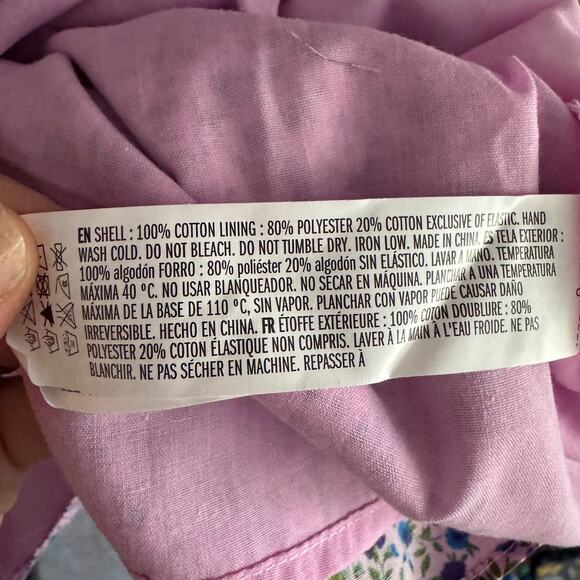 EN SHELL : 100% COTTON LINING : 80% POLYESTER 20% COTTON EXCLUSIVE OF ELASTIC. HAND
WASH COLD. DO NOT BLEACH. DO NOT TUMBLE DRY. IRON LOW. MADE IN CHINA ES TELA EXTERIOR :
100% algodón FORRO : 80% poliéster 20% algodón SIN ELÁSTICO. LAVAR A MANO. TEMPERATURA
MÁXIMA 40 ºC. NO USAR BLANQUEADOR. NO SECAR EN MÁQUINA. PLANCHAR A UNA TEMPERATURA
MÁXIMA DE LA BASE DE 110 ºC, SIN VAPOR. PLANCHAR CON VAPOR PUEDE CAUSAR DAÑO
IRREVERSIBLE. HECHO EN CHINA. FR ÉTOFFE EXTÉRIEURE : 100% COTON DOUBLURE : 80%
POLYESTER 20% COTON ÉLASTIQUE NON COMPRIS. LAVER À LA MAIN À L'EAU FROIDE. NE PAS
BLANCHIR. NE PAS SÉCHER EN MACHINE. REPASSER À